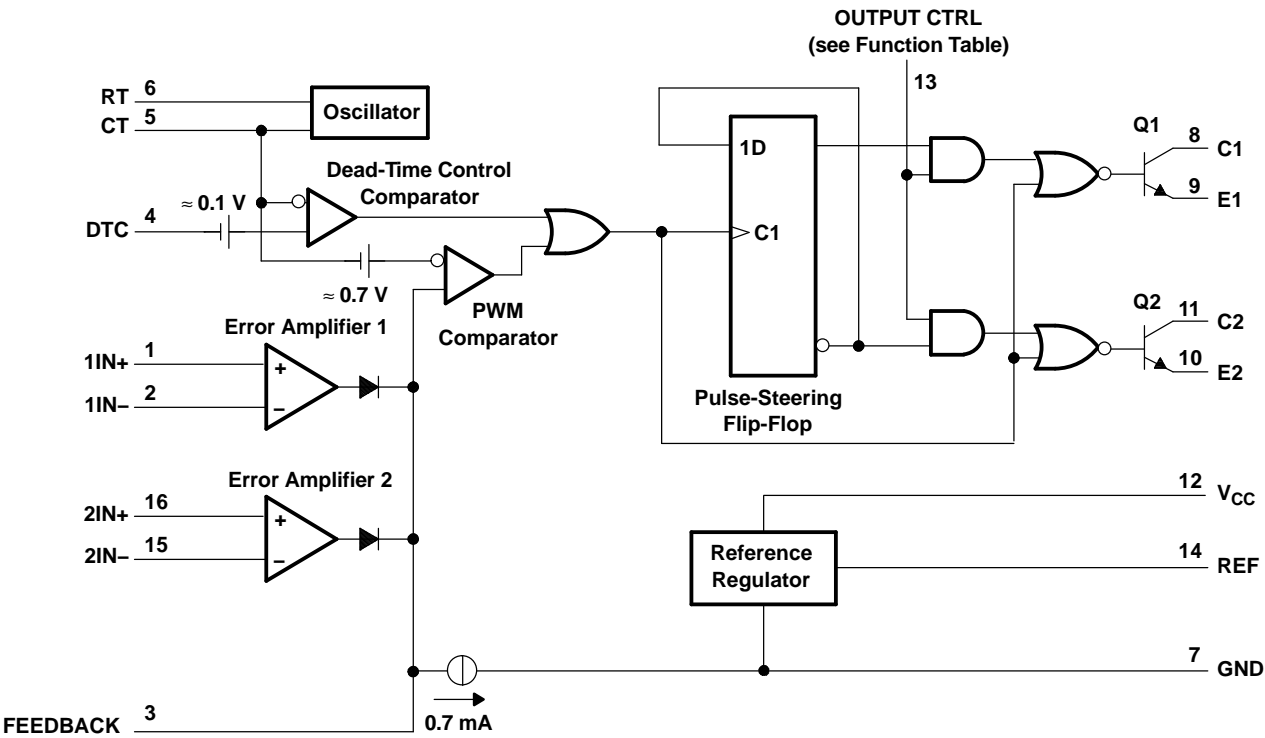 OUTPUT CTRL
(see Function Table)
13
RT 6
CT 5
Oscillator
Dead-Time Control
Comparator
≈ 0.1 V
DTC 4
≈ 0.7 V
PWM
Comparator
1D
C1
Pulse-Steering
Flip-Flop
Q1
8 C1
9 E1
Q2
11 C2
10 E2
Error Amplifier 1
1IN+ 1
+
1IN− 2
−
Error Amplifier 2
2IN+ 16
+
2IN− 15
−
12 VCC
Reference
Regulator
14 REF
7 GND
0.7 mA
FEEDBACK 3